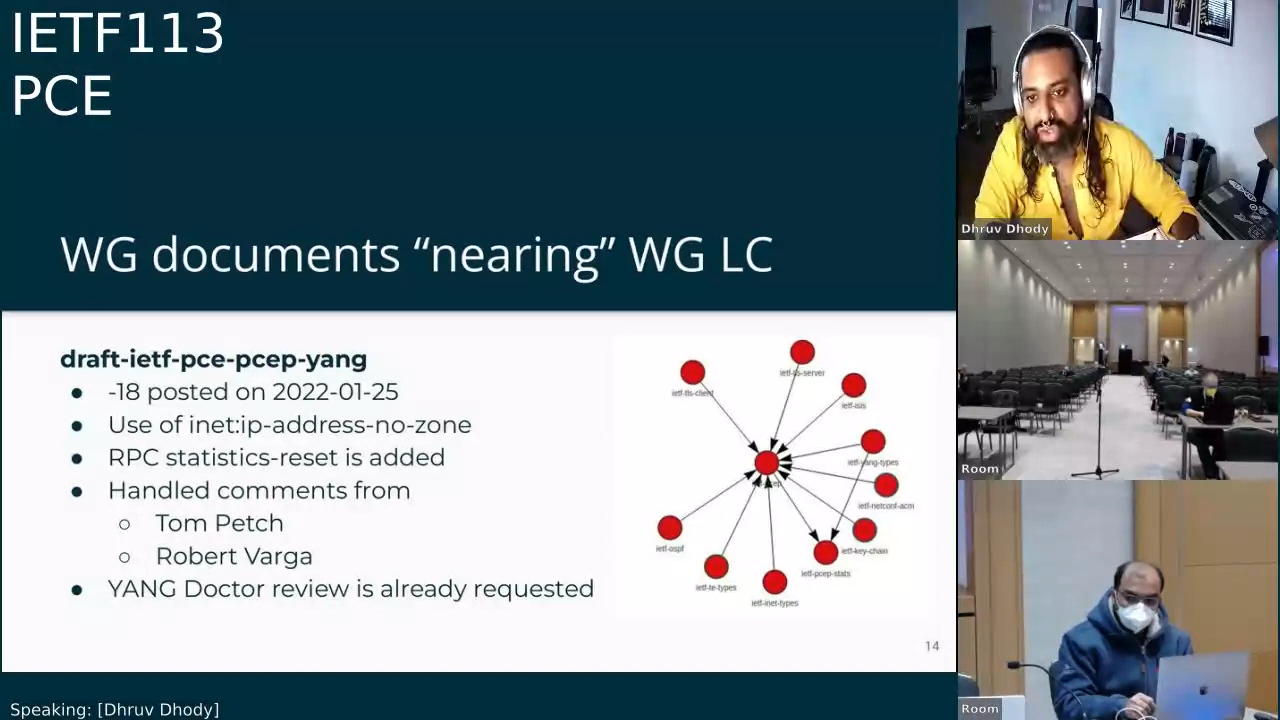 IETF113
PCE
WG documents “nearing” WG LC
draft-ietf-pce-pcep-yang
● -18 posted on 2022-01-25
● Use of inet:ip-address-no-zone
● RPC statistics-reset is added
● Handled comments from
○ Tom Petch
○ Robert Varga
● YANG Doctor review is already requested
ietf-tls-client
ietf-tls-server
ietf-isis
ietf-yang-types
ietf-netconf-acm
ietf-key-chain
ietf-pcep-stats
ietf-inet-types
ietf-te-types
ietf-ospf
14
Dhruv Dhody
Room
Room
Speaking: [Dhruv Dhody]